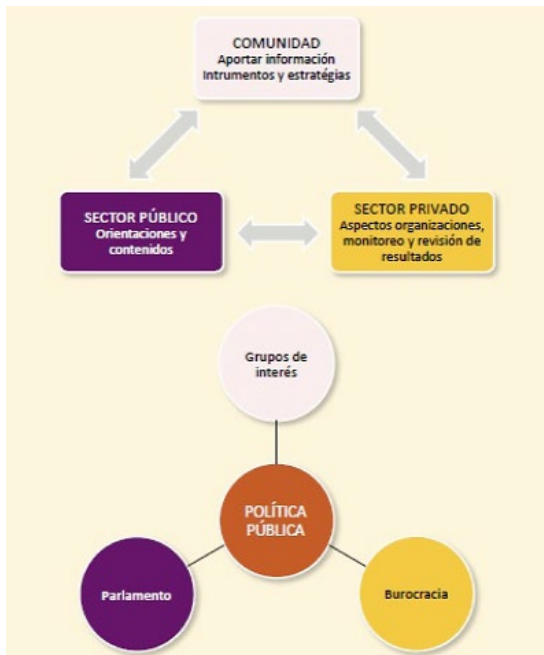 COMUNIDAD
Aportar información
Intrumentos y estratégias
SECTOR PÚBLICO
Orientaciones y
contenidos
SECTOR PRIVADO
Aspectos organizaciones,
monitoreo y revisión de
resultados
Grupos de
interés
POLÍTICA
PÚBLICA
Parlamento
Burocracia